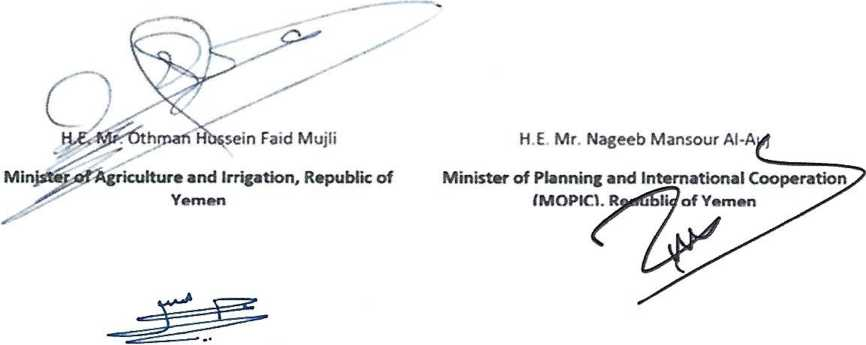 H.E. Mr. Othman Hussein Faid Mujli
Minister of Agriculture and Irrigation, Republic of
Yemen
H.E. Mr. Nageeb Mansour Al-Auj
Minister of Planning and International Cooperation
(MOPIC), Republic of Yemen